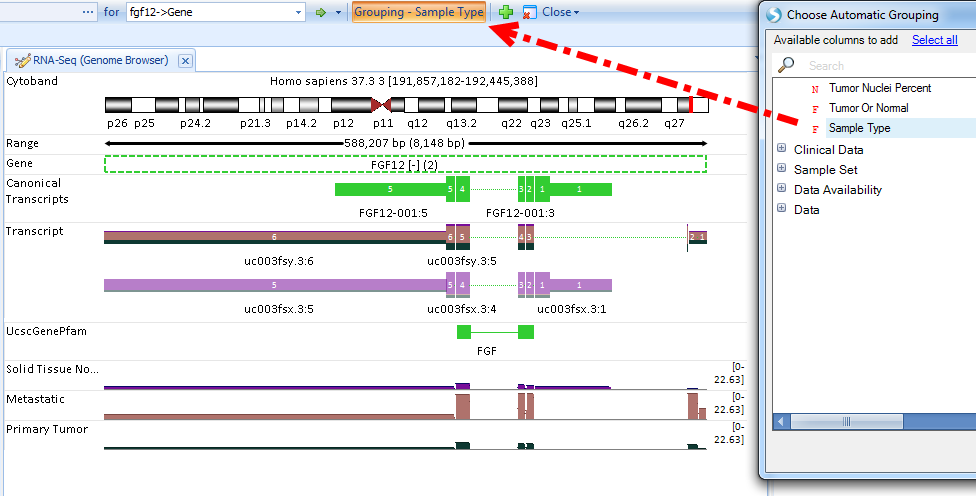 ... for fgf12->Gene Grouping - Sample Type Close
RNA-Seq (Genome Browser)
Cytoband Homo sapiens 37.3 3 [191,857,182-192,445,388]
p26 p25 p24.2 p21.3 p14.2 p12 p11 q12 q13.2 q22 q23 q25.1 q26.2 q27
Range 588,207 bp (8,148 bp)
Gene FGF12 [-] (2)
Canonical
Transcripts
5 5 4 3 2 1 1
FGF12-001:5 FGF12-001:3
Transcript
6 6 5 4 3 2 1
uc003fsy.3:6 uc003fsy.3:5
5 5 4 3 2 1 1
uc003fsx.3:5 uc003fsx.3:4 uc003fsx.3:1
UcscGenePfam
FGF
Solid Tissue No... [0-
22.63]
Metastatic [0-
22.63]
Primary Tumor [0-
22.63]
Choose Automatic Grouping
Available columns to add Select all
Search
N Tumor Nuclei Percent
F Tumor Or Normal
F Sample Type
Clinical Data
Sample Set
Data Availability
Data